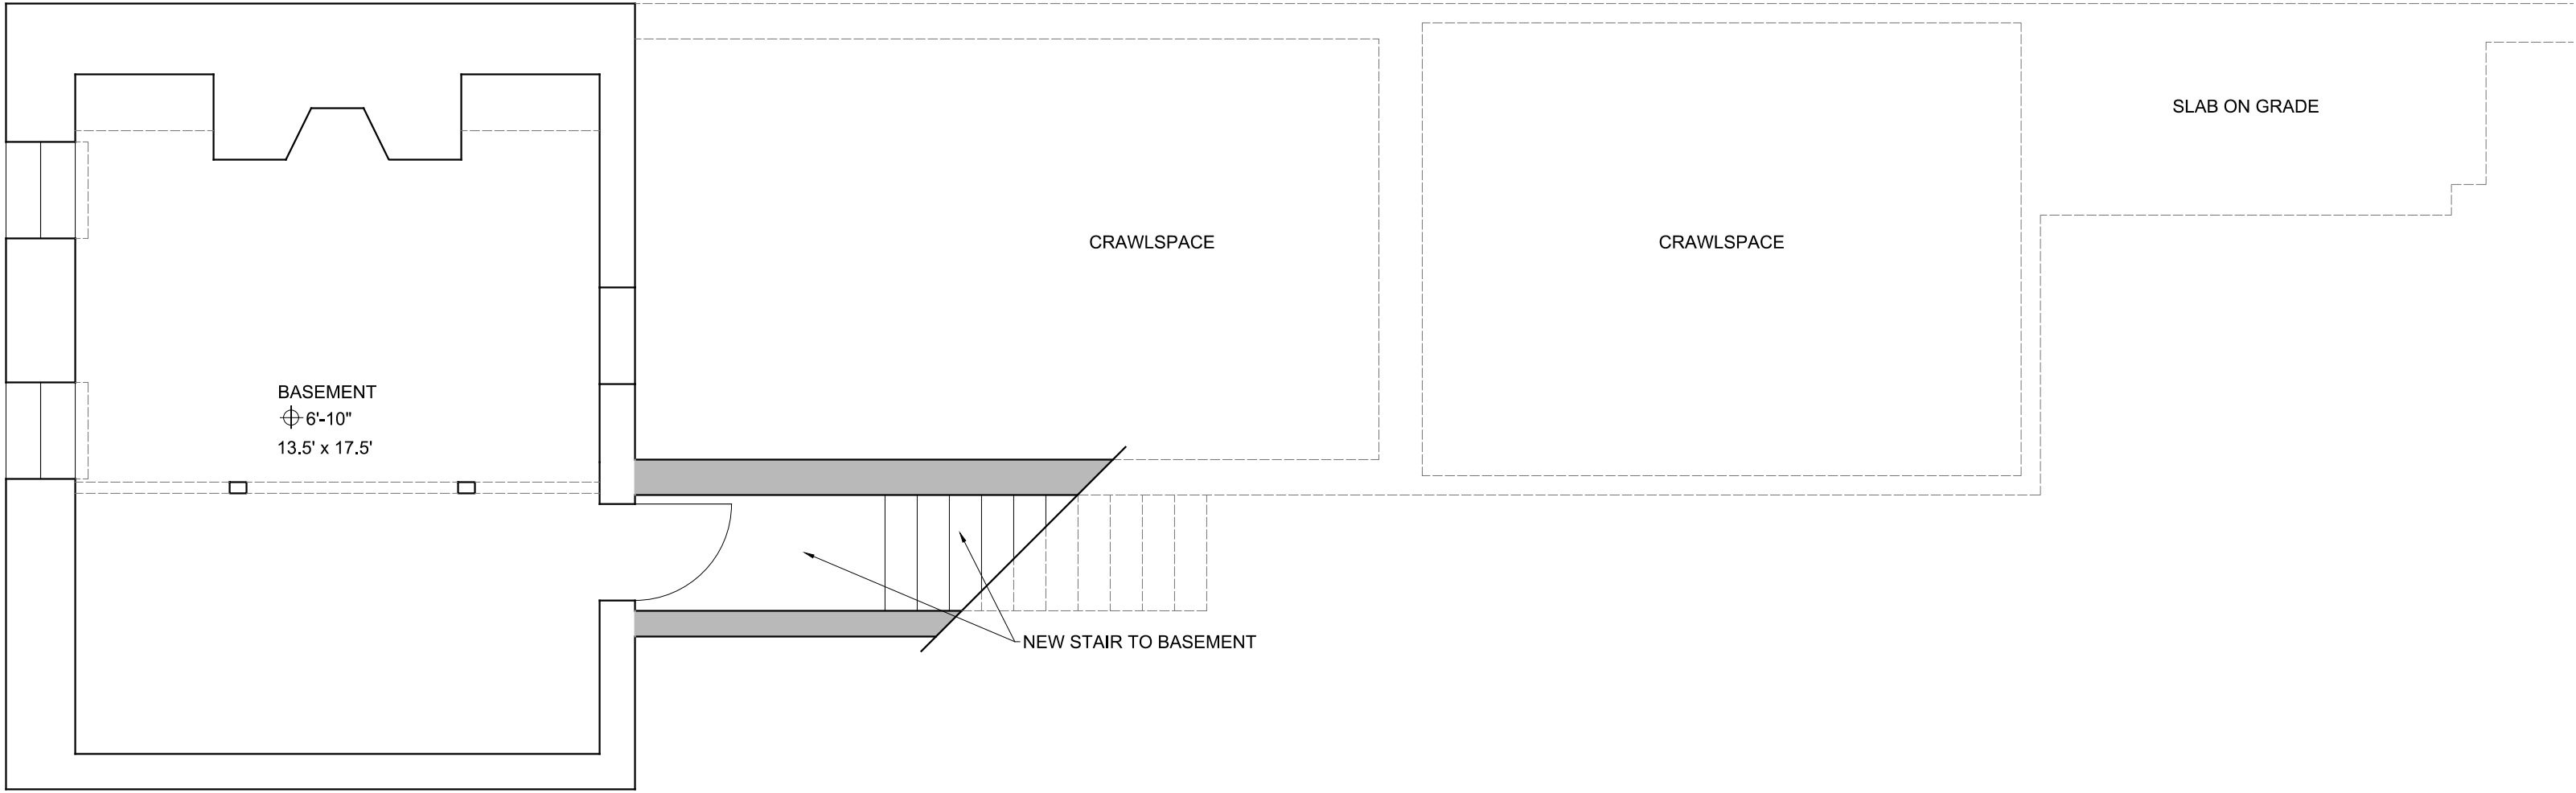 SLAB ON GRADE
CRAWLSPACE
CRAWLSPACE
BASEMENT
6'-10"
13.5' x 17.5'
NEW STAIR TO BASEMENT